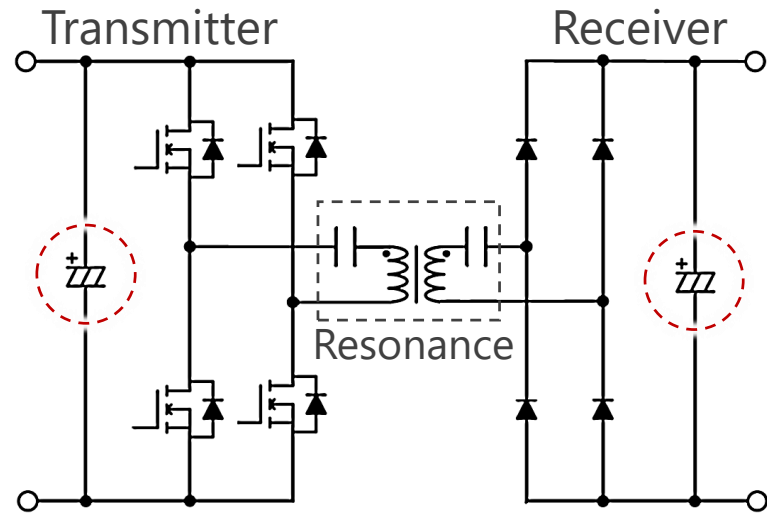 Transmitter
Receiver
+
+
Resonance